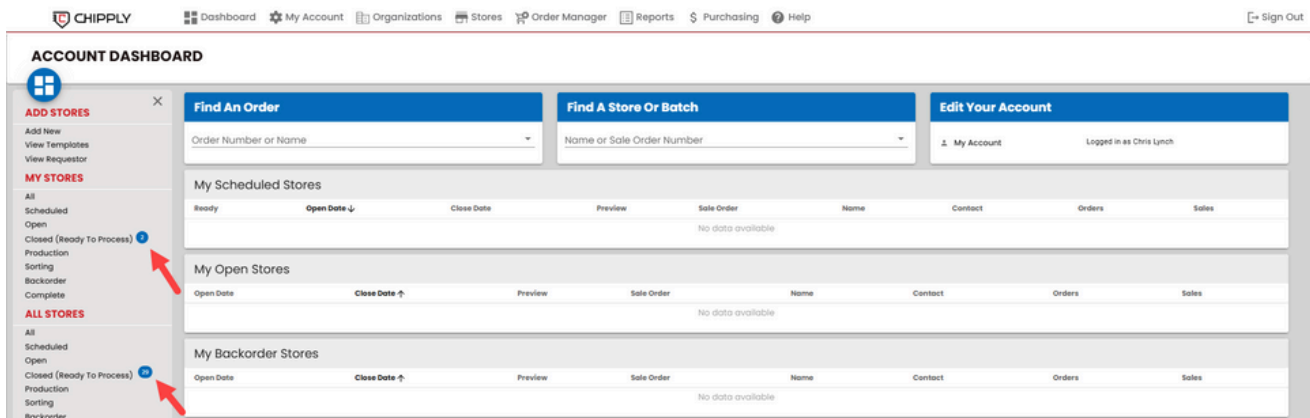 CHIPPLY Dashboard My Account Organizations Stores Order Manager Reports $ Purchasing Help Sign Out
ACCOUNT DASHBOARD
ADD STORES
Add New
View Templates
View Requestor
MY STORES
All
Scheduled
Open
Closed (Ready To Process) 2
Production
Sorting
Backorder
Complete
ALL STORES
All
Scheduled
Open
Closed (Ready To Process) 29
Production
Sorting
Backorder
Find An Order
Order Number or Name
Find A Store Or Batch
Name or Sale Order Number
Edit Your Account
My Account Logged in as Chris Lynch
My Scheduled Stores
Ready Open Date Close Date Preview Sale Order Name Contact Orders Sales
No data available
My Open Stores
Open Date Close Date Preview Sale Order Name Contact Orders Sales
No data available
My Backorder Stores
Open Date Close Date Preview Sale Order Name Contact Orders Sales
No data available